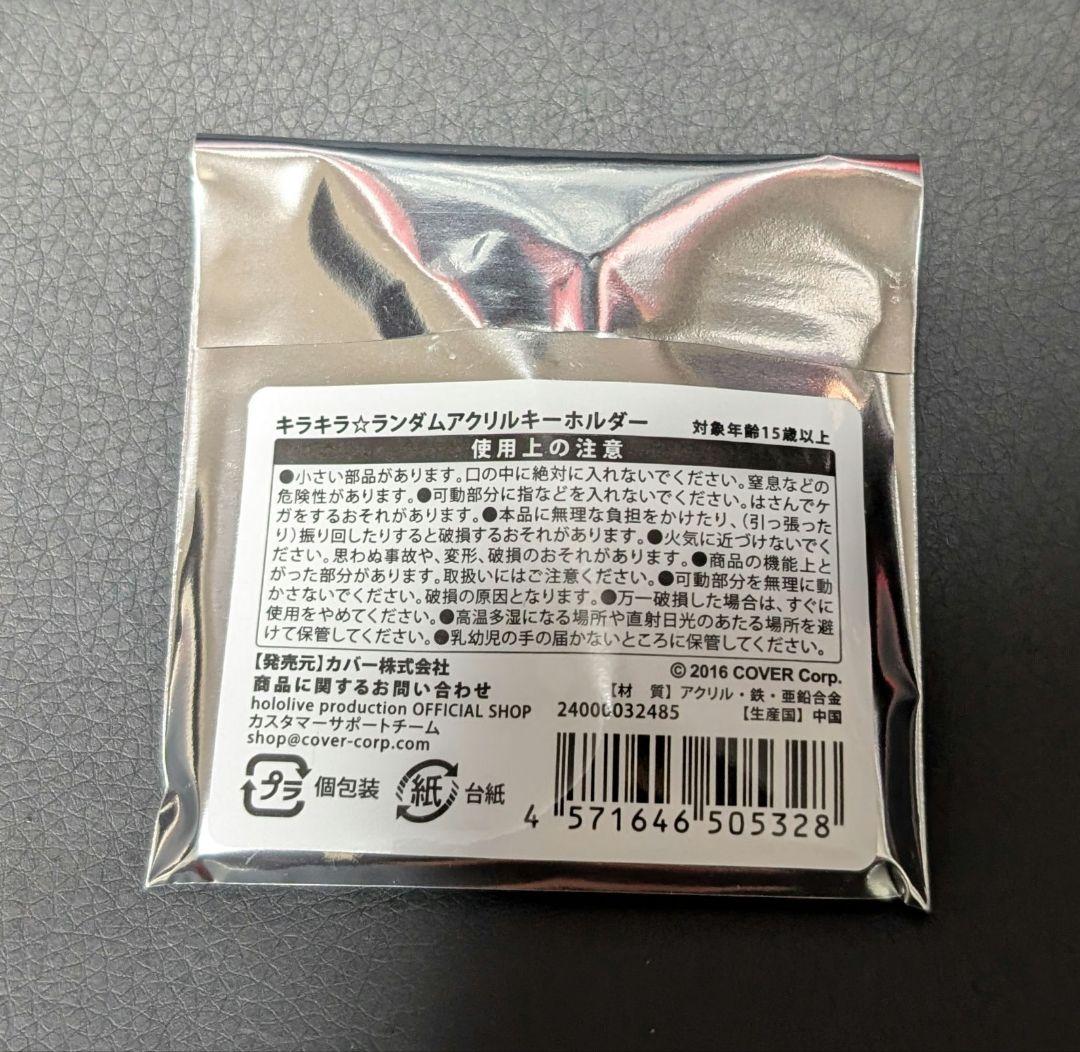 キラキラ☆ランダムアクリルキーホルダー
対象年齢15歳以上
使用上の注意
●小さい部品があります。口の中に絶対に入れないでください。窒息などの
危険性があります。●可動部分に指などを入れないでください。はさんでケ
ガをするおそれがあります。●本品に無理な負担をかけたり、(引っ張った
り)振り回したりすると破損するおそれがあります。●火気に近づけないでく
ださい。思わぬ事故や、変形、破損のおそれがあります。●商品の機能上と
がった部分があります。取扱いにはご注意ください。●可動部分を無理に動
かさないでください。破損の原因となります。●万一破損した場合は、すぐに
使用をやめてください。●高温多湿になる場所や直射日光のあたる場所を避
けて保管してください。●乳幼児の手の届かないところに保管してください。
【発売元】カバー株式会社
© 2016 COVER Corp.
商品に関するお問い合わせ
【材 質】アクリル・鉄・亜鉛合金
hololive production OFFICIAL SHOP
24000032485
【生産国】中国
カスタマーサポートチーム
shop@cover-corp.com
プラ 個包装
紙 台紙
4 571646 505328